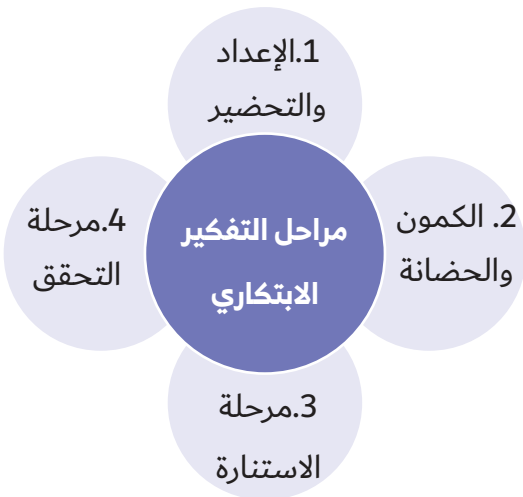 1.الإعداد
والتحضير
2. الكمون
والحضانة
3.مرحلة
الاستنارة
4.مرحلة
التحقق
مراحل التفكير
الابتكاري